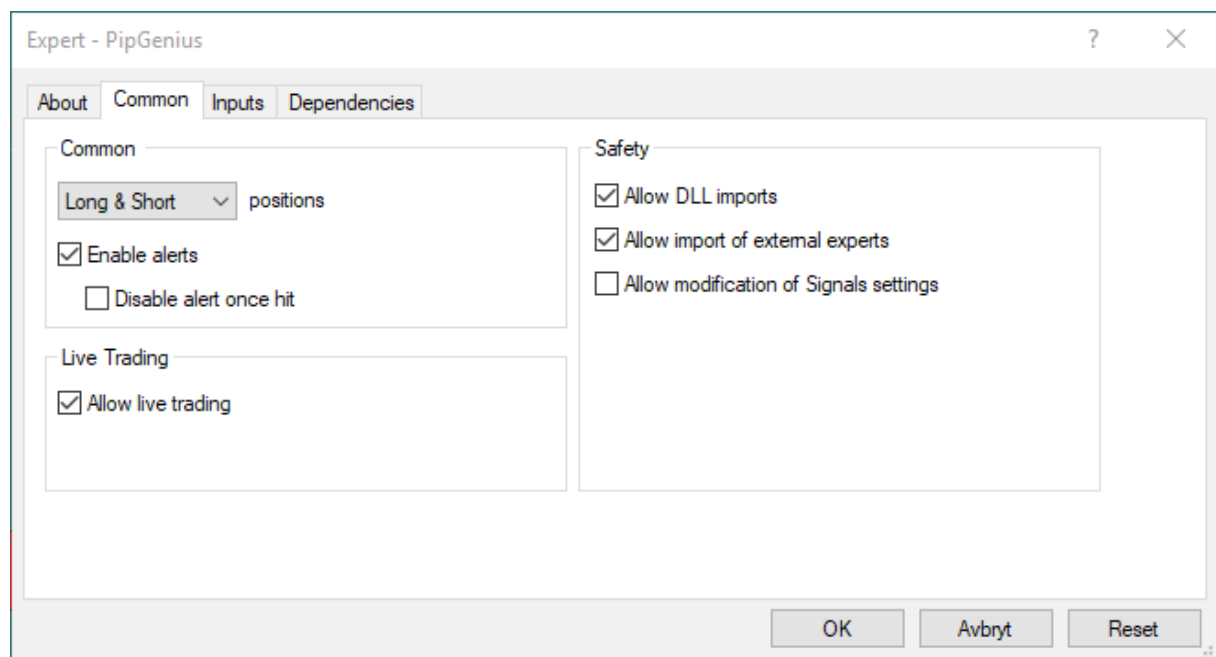 Expert - PipGenius
?
About Common Inputs Dependencies
Common
Long & Short positions
Enable alerts
Disable alert once hit
Live Trading
Allow live trading
Safety
Allow DLL imports
Allow import of external experts
Allow modification of Signals settings
OK Avbryt Reset